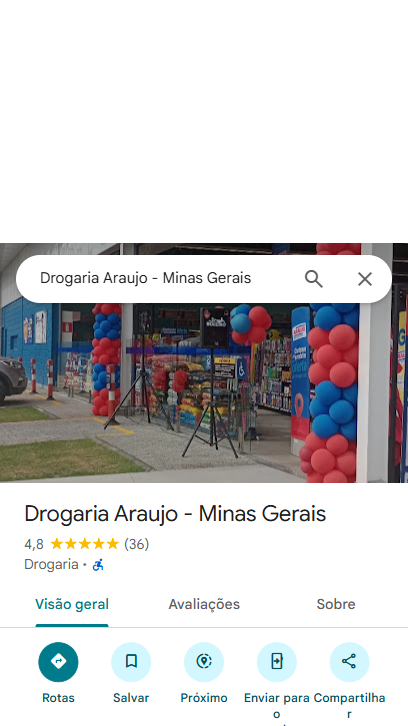 Drogaria Araujo - Minas Gerais
Drogaria Araujo - Minas Gerais
4,8 (36)
Drogaria ·
Visão geral Avaliações Sobre
Rotas Salvar Próximo Enviar para o Compartilhar